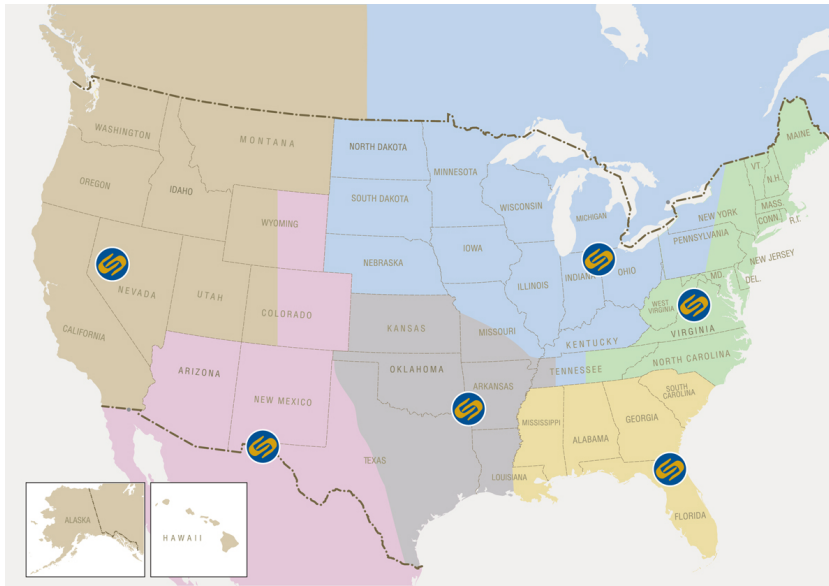 WASHINGTON
MONTANA
NORTH DAKOTA
MINNESOTA
MAINE
OREGON
IDAHO
SOUTH DAKOTA
WISCONSIN
MICHIGAN
VT.
N.H.
WYOMING
NEW YORK
MASS.
CONN.
R.I.
IOWA
PENNSYLVANIA
NEBRASKA
NEW JERSEY
NEVADA
UTAH
ILLINOIS
INDIANA
OHIO
MD.
DEL.
COLORADO
WEST
VIRGINIA
CALIFORNIA
KANSAS
MISSOURI
KENTUCKY
VIRGINIA
ARIZONA
OKLAHOMA
TENNESSEE
NORTH CAROLINA
NEW MEXICO
ARKANSAS
SOUTH
CAROLINA
MISSISSIPPI
ALABAMA
GEORGIA
TEXAS
LOUISIANA
FLORIDA
ALASKA
HAWAII